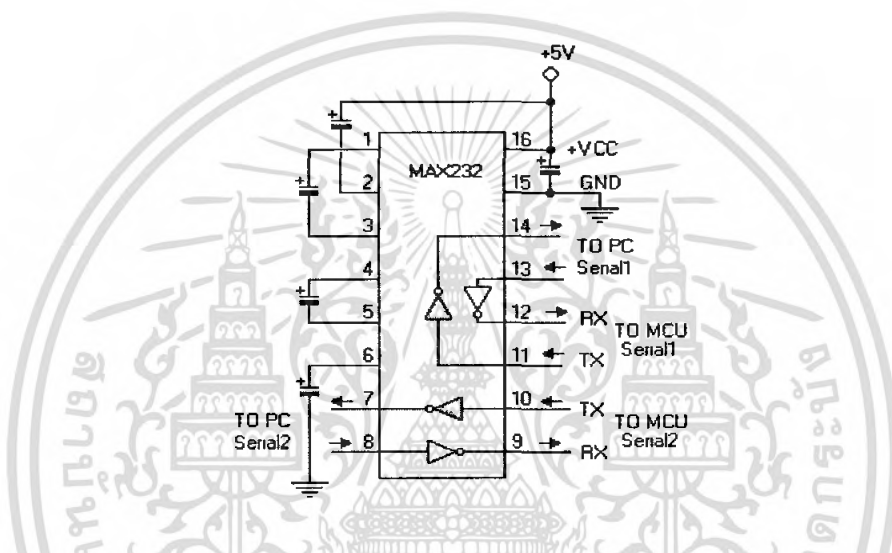 +5V
1
16
+VCC
MAX232
2
15
GND
3
14
TO PC
Serial1
4
13
5
12
RX
TO MCU
Serial1
6
11
TX
7
10
TX
TO PC
Serial2
TO MCU
Serial2
8
9
RX